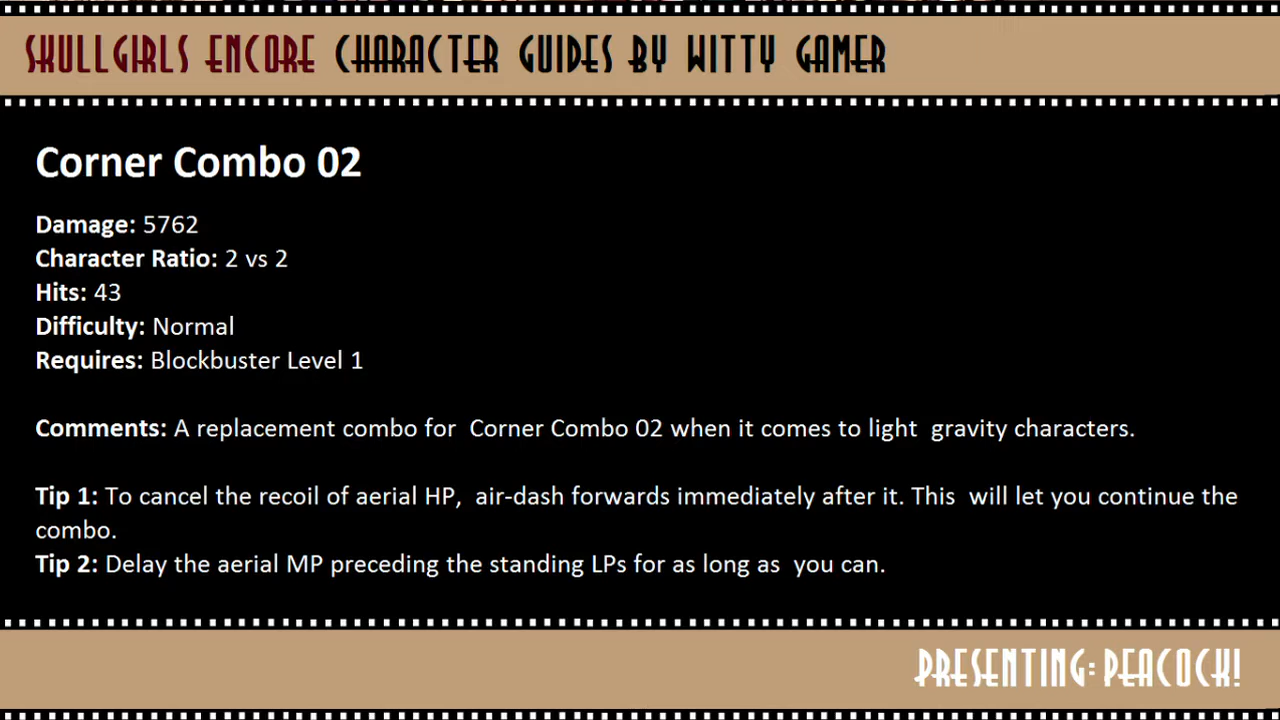 SKULLGIRLS ENCORE CHARACTER GUIDES BY WITTY GAMER
Corner Combo 02
Damage: 5762
Character Ratio: 2 vs 2
Hits: 43
Difficulty: Normal
Requires: Blockbuster Level 1
Comments: A replacement combo for Corner Combo 02 when it comes to light gravity characters.
Tip 1: To cancel the recoil of aerial HP, air-dash forwards immediately after it. This will let you continue the
combo.
Tip 2: Delay the aerial MP preceding the standing LPs for as long as you can.
PRESENTING: PEACOCK!